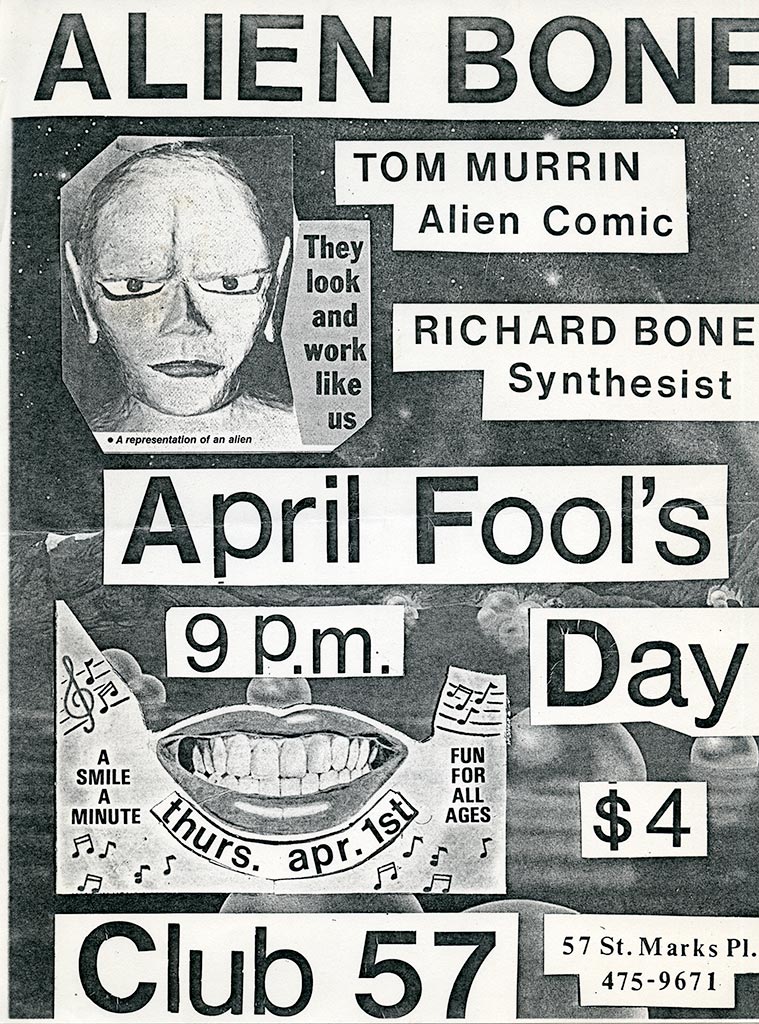 ALIEN BONE
TOM MURRIN
Alien Comic
They
look
and
work
like
us
• A representation of an alien
RICHARD BONE
Synthesist
April Fool's
9 p.m.
Day
A
SMILE
A
MINUTE
FUN
FOR
ALL
AGES
thurs. apr. 1st
$4
Club 57
57 St. Marks Pl.
475-9671